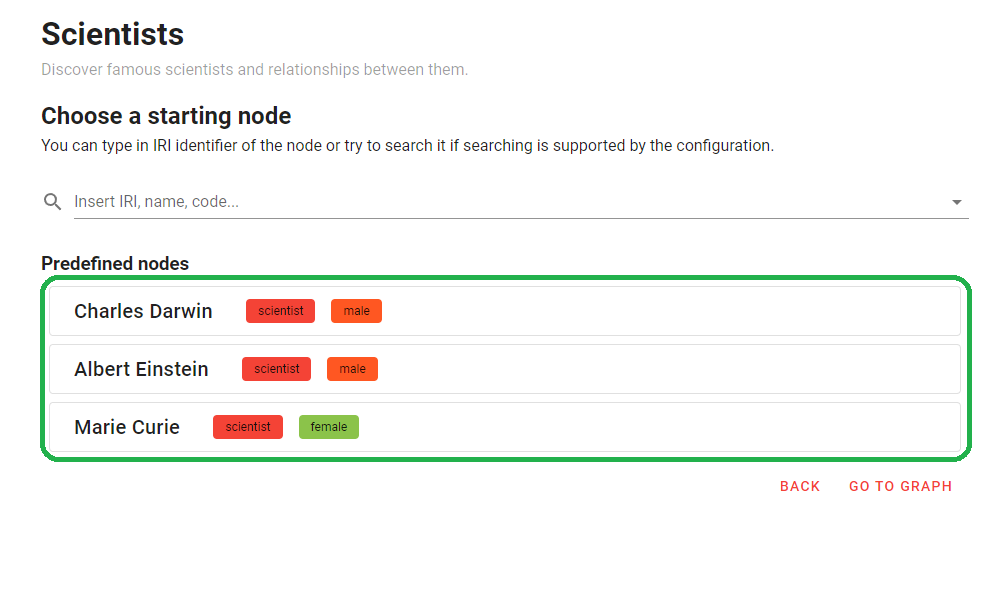 Scientists
Discover famous scientists and relationships between them.
Choose a starting node
You can type in IRI identifier of the node or try to search it if searching is supported by the configuration.
Insert IRI, name, code...
Predefined nodes
Charles Darwin scientist male
Albert Einstein scientist male
Marie Curie scientist female
BACK GO TO GRAPH